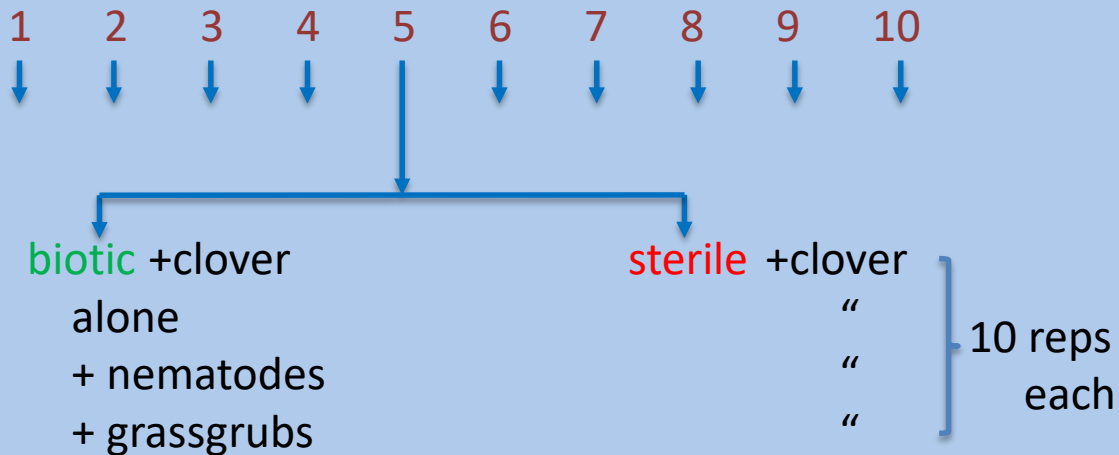 1 2 3 4 5 6 7 8 9 10
biotic +clover sterile +clover
alone “
+ nematodes “
+ grassgrubs “
10 reps
each